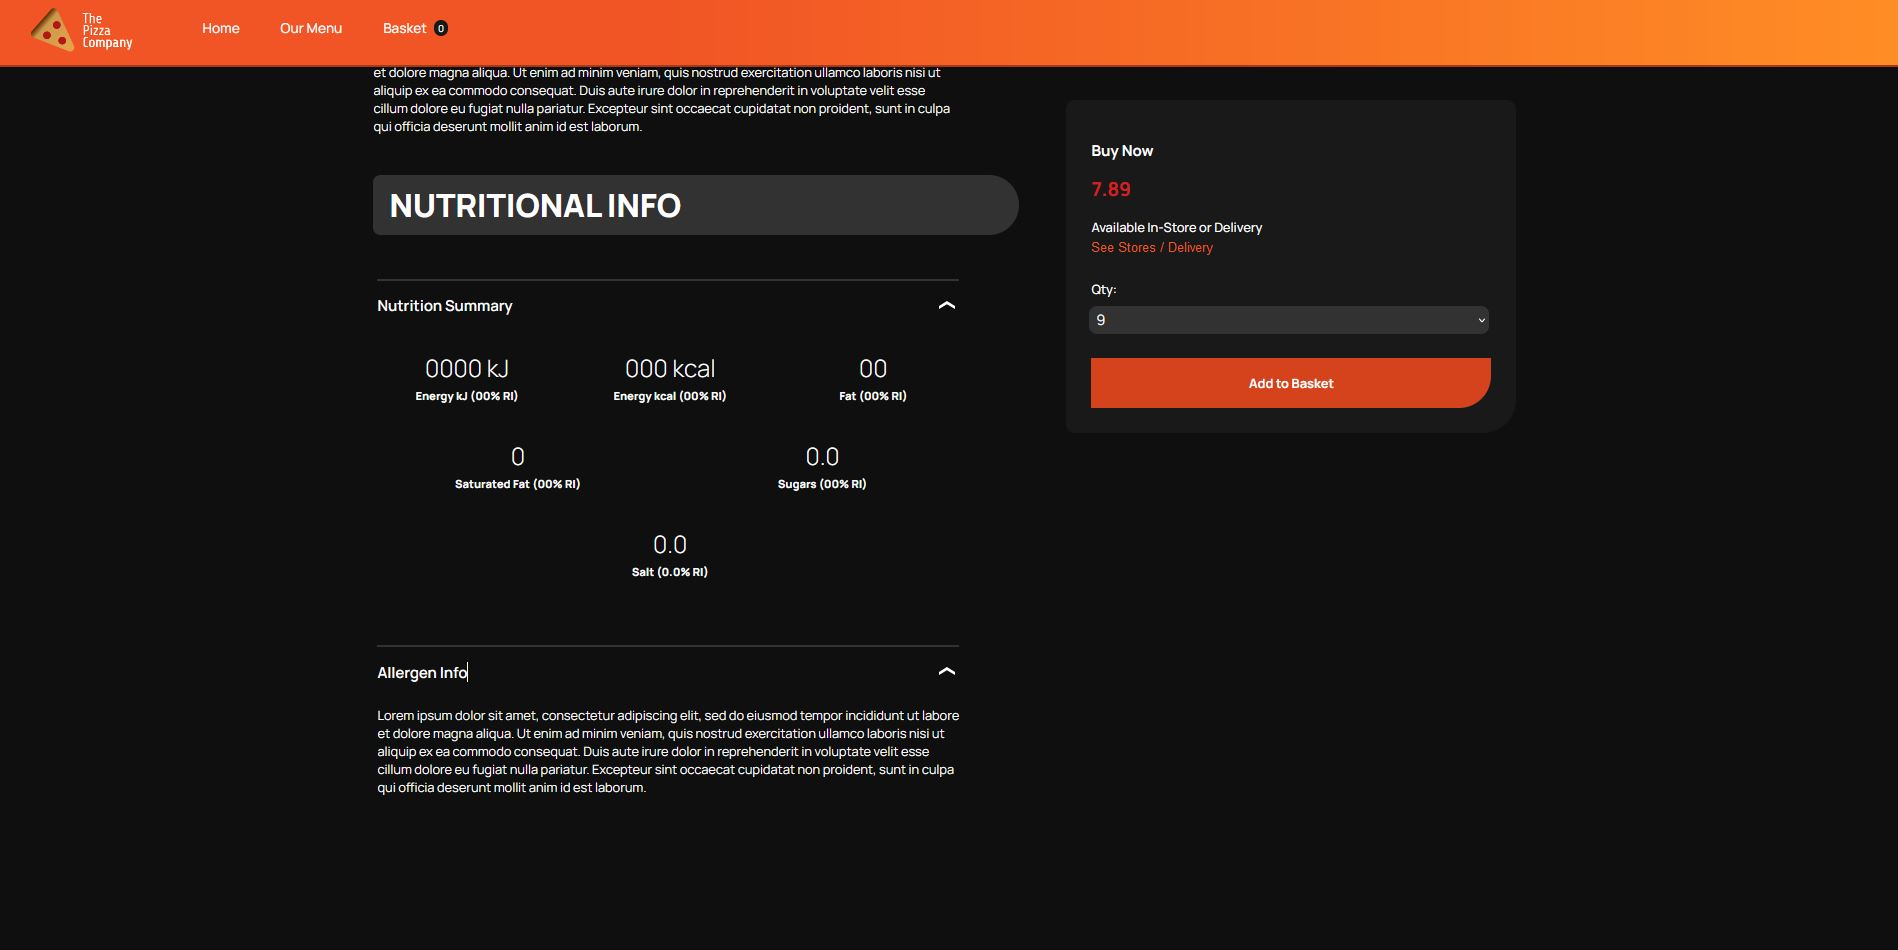 The
Pizza
Company
Home
Our Menu
Basket 0
et dolore magna aliqua. Ut enim ad minim veniam, quis nostrud exercitation ullamco laboris nisi ut
aliquip ex ea commodo consequat. Duis aute irure dolor in reprehenderit in voluptate velit esse
cillum dolore eu fugiat nulla pariatur. Excepteur sint occaecat cupidatat non proident, sunt in culpa
qui officia deserunt mollit anim id est laborum.
NUTRITIONAL INFO
Nutrition Summary
0000 kJ
Energy kJ (00% RI)
000 kcal
Energy kcal (00% RI)
00
Fat (00% RI)
0
Saturated Fat (00% RI)
0.0
Sugars (00% RI)
0.0
Salt (0.0% RI)
Allergen Info
Lorem ipsum dolor sit amet, consectetur adipiscing elit, sed do eiusmod tempor incididunt ut labore
et dolore magna aliqua. Ut enim ad minim veniam, quis nostrud exercitation ullamco laboris nisi ut
aliquip ex ea commodo consequat. Duis aute irure dolor in reprehenderit in voluptate velit esse
cillum dolore eu fugiat nulla pariatur. Excepteur sint occaecat cupidatat non proident, sunt in culpa
qui officia deserunt mollit anim id est laborum.
Buy Now
7.89
Available In-Store or Delivery
See Stores / Delivery
Qty:
9
Add to Basket